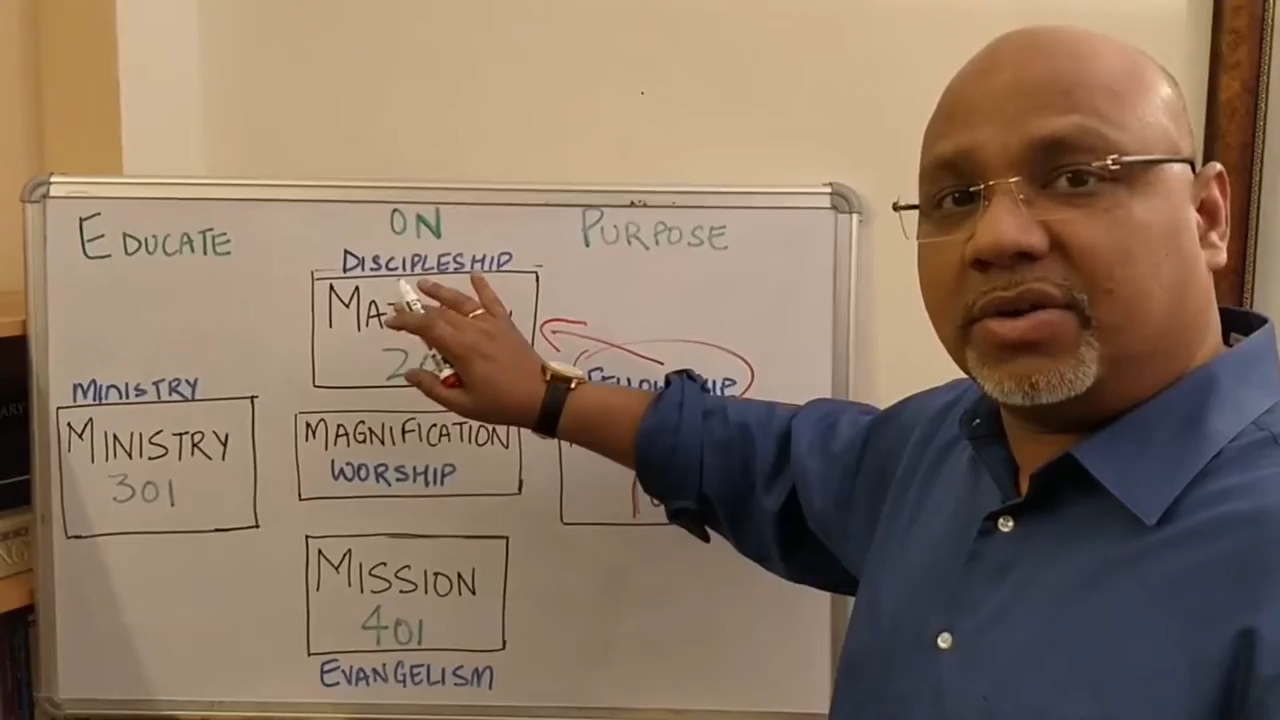 EDUCATE ON PURPOSE
DISCIPLESHIP
MINISTRY
MINISTRY
301
MAGNIFICATION
WORSHIP
MISSION
401
EVANGELISM